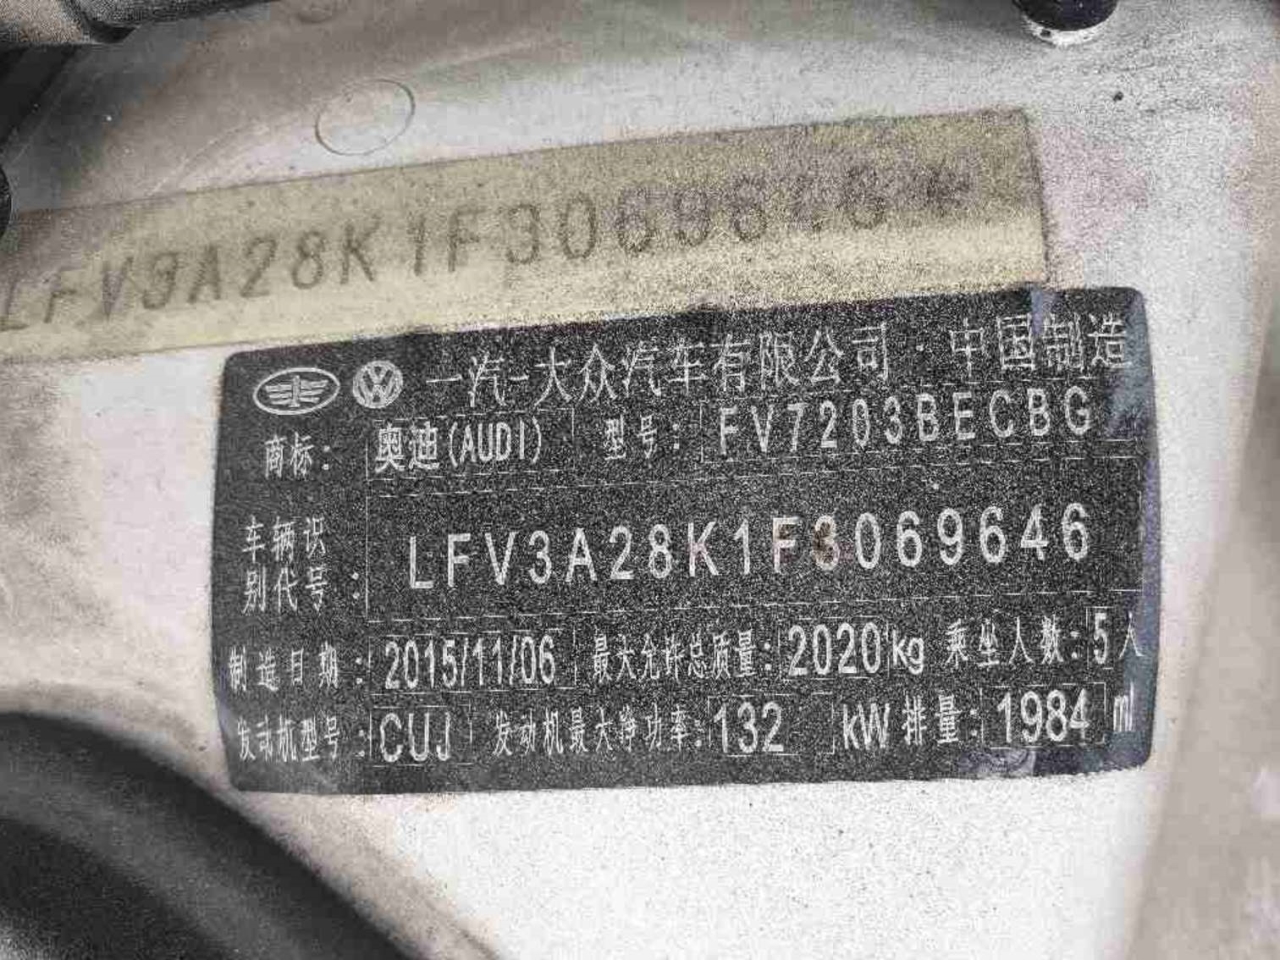 LFV3A28K1F3069646*
一汽-大众汽车有限公司·中国制造
商标: 奥迪(AUDI) 型号: FV7203BECBG
车辆识别代号: LFV3A28K1F3069646
制造日期: 2015/11/06 最大允许总质量: 2020kg 乘坐人数: 5人
发动机型号: CUJ 发动机最大净功率: 132 kW 排量: 1984 ml